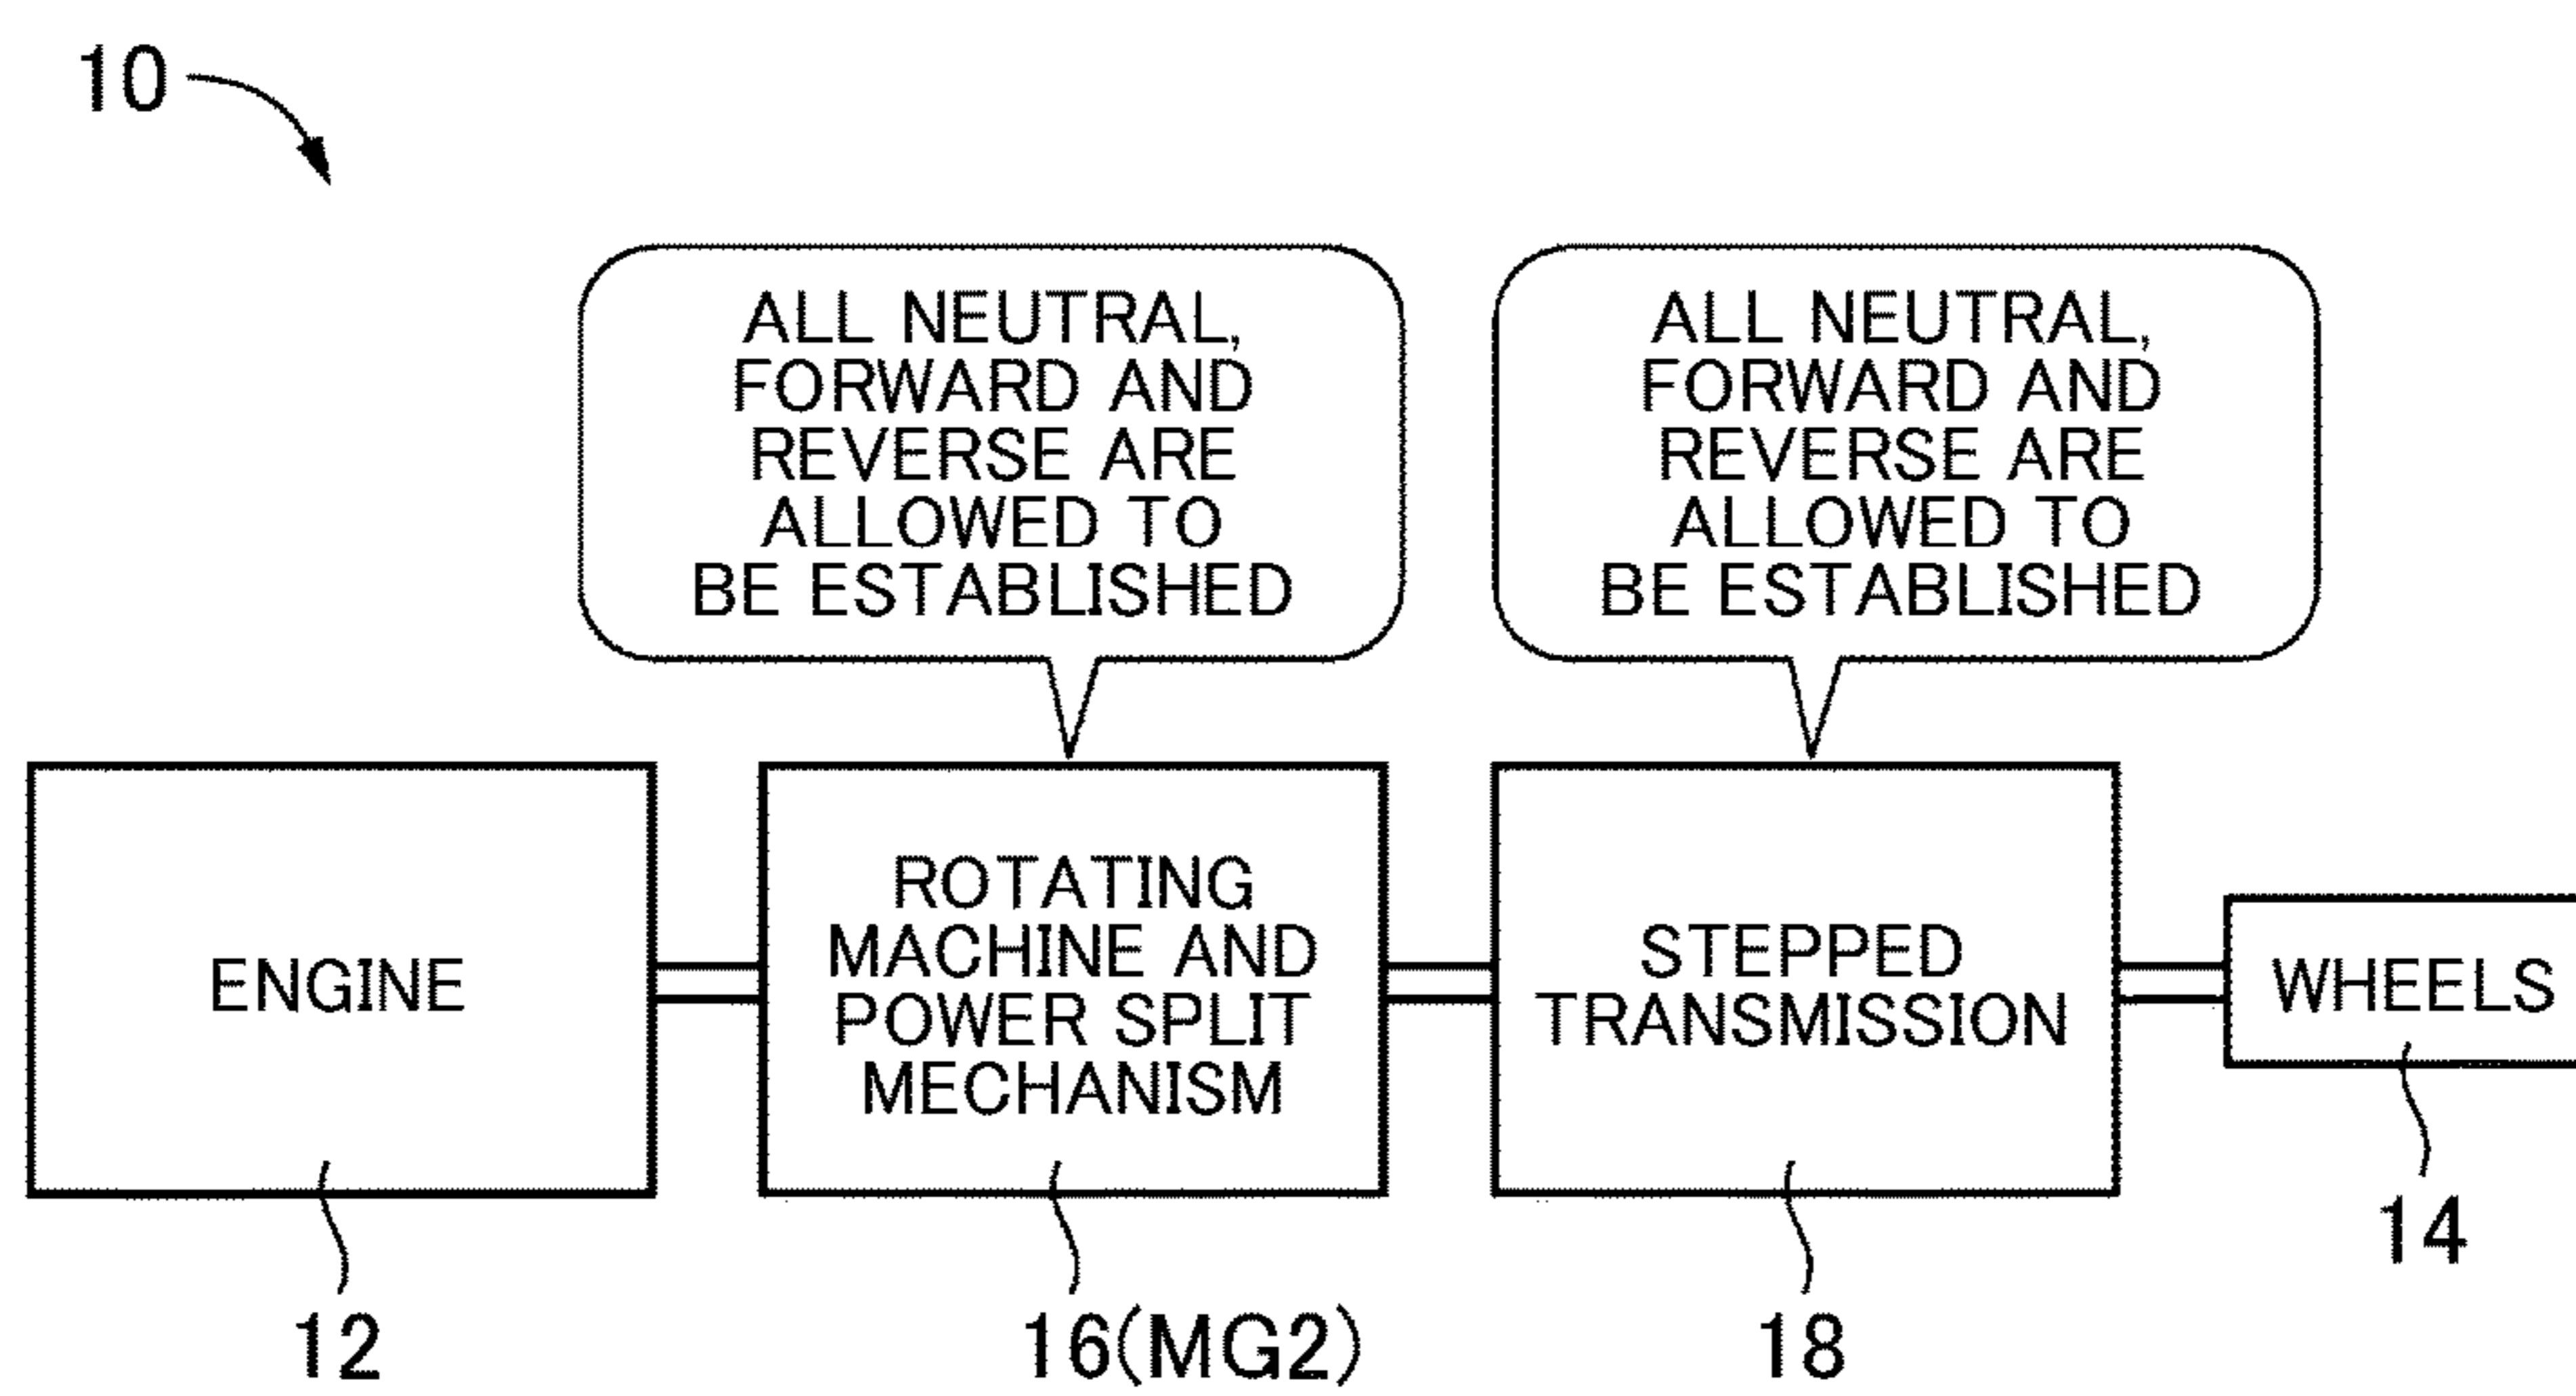 10
ALL NEUTRAL,
FORWARD AND
REVERSE ARE
ALLOWED TO
BE ESTABLISHED
ALL NEUTRAL,
FORWARD AND
REVERSE ARE
ALLOWED TO
BE ESTABLISHED
ENGINE
ROTATING
MACHINE AND
POWER SPLIT
MECHANISM
STEPPED
TRANSMISSION
WHEELS
12
16(MG2)
18
14